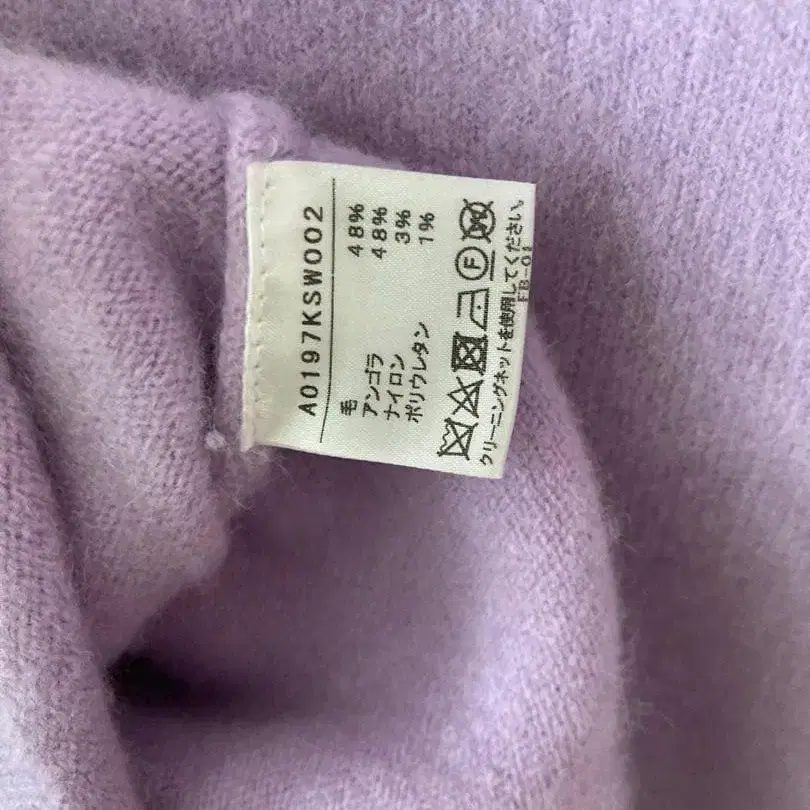 A0197KSW002
毛 48%
アンゴラ 48%
ナイロン 3%
ポリウレタン 1%
F W
クリーニングネットを使用してください。
FB-01